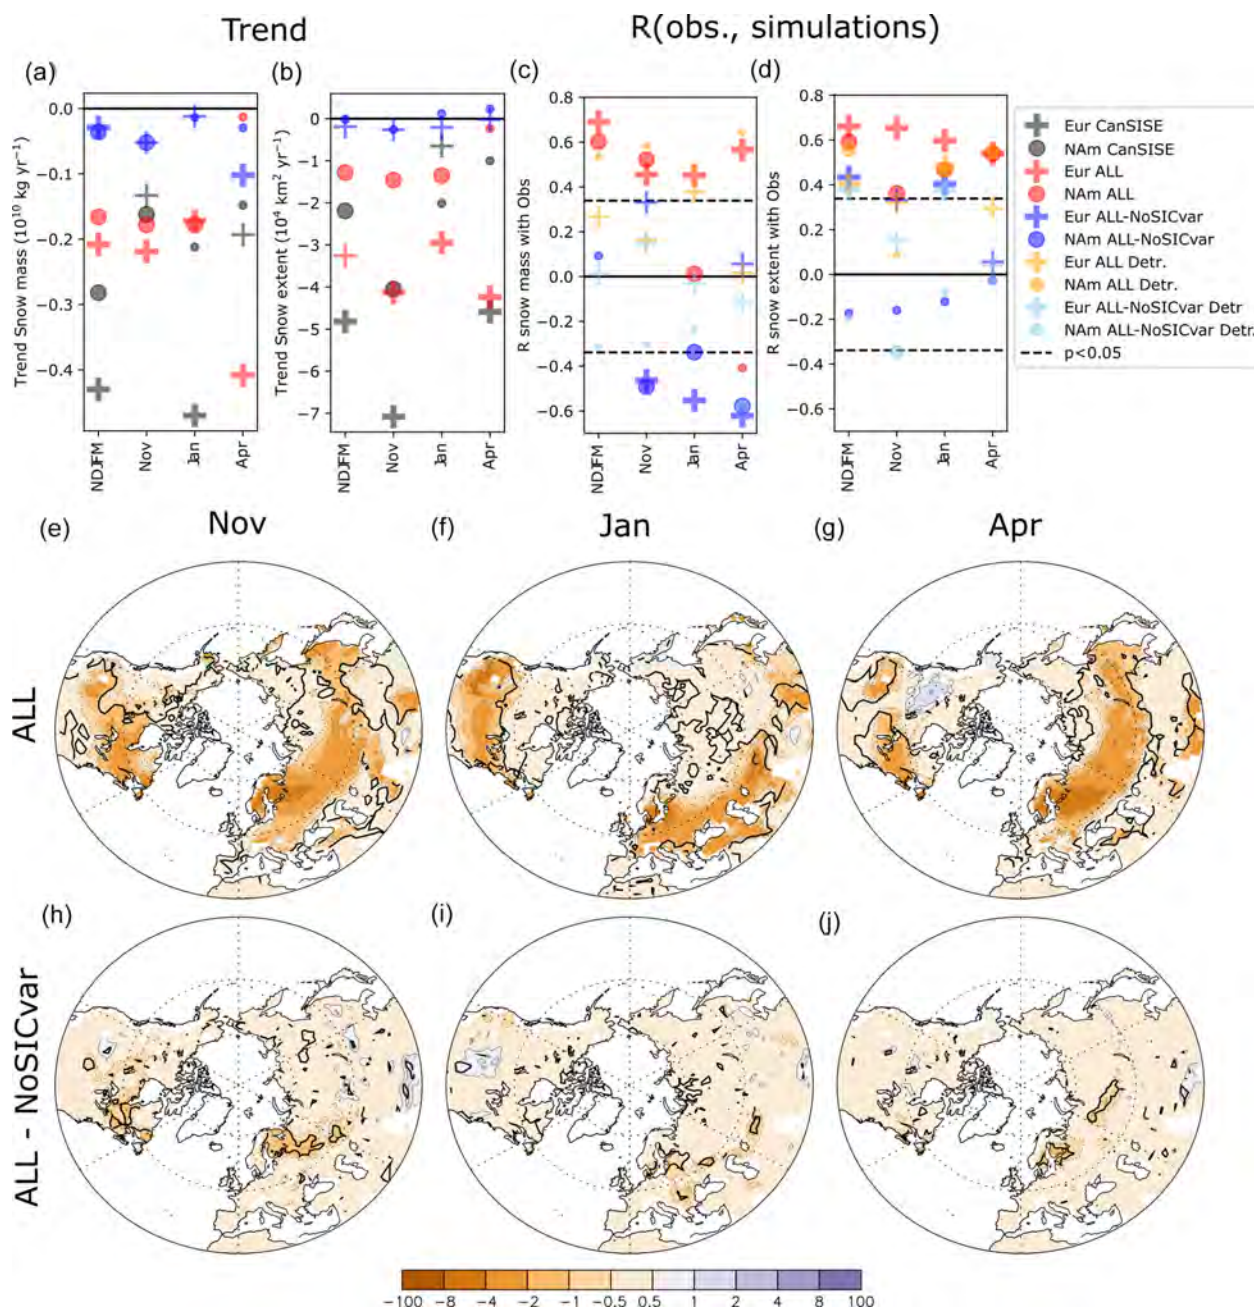 Trend
R(obs., simulations)
(a)
(b)
(c)
(d)
Trend Snow mass (10¹⁰ kg yr⁻¹)
0.0
−0.1
−0.2
−0.3
−0.4
NDJFM
Nov
Jan
Apr
Trend Snow extent (10⁴ km² yr⁻¹)
0
−1
−2
−3
−4
−5
−6
−7
NDJFM
Nov
Jan
Apr
R snow mass with Obs
0.8
0.6
0.4
0.2
0.0
−0.2
−0.4
−0.6
NDJFM
Nov
Jan
Apr
R snow extent with Obs
0.8
0.6
0.4
0.2
0.0
−0.2
−0.4
−0.6
NDJFM
Nov
Jan
Apr
Eur CanSISE
NAm CanSISE
Eur ALL
NAm ALL
Eur ALL-NoSICvar
NAm ALL-NoSICvar
Eur ALL Detr.
NAm ALL Detr.
Eur ALL-NoSICvar Detr
NAm ALL-NoSICvar Detr.
p<0.05
(e)
Nov
(f)
Jan
(g)
Apr
ALL
(h)
(i)
(j)
ALL - NoSICvar
−100 −8 −4 −2 −1 −0.5 0.5 1 2 4 8 100